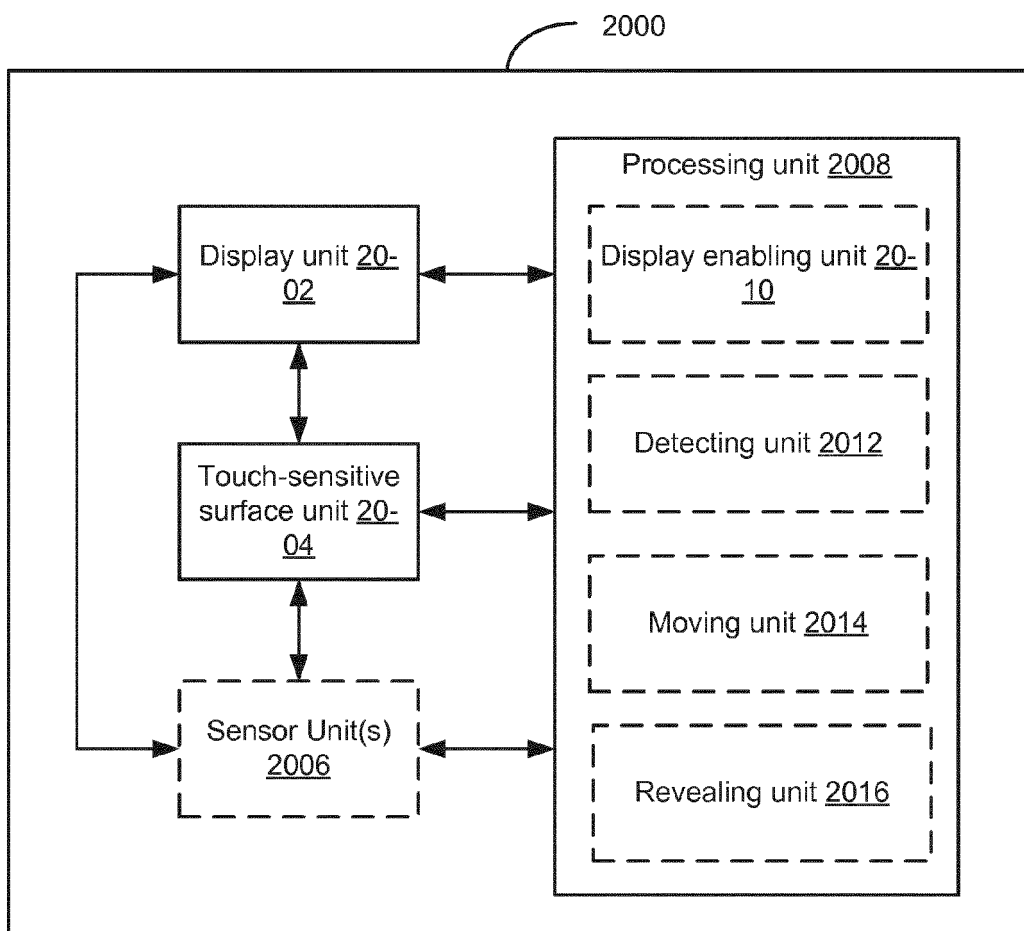 2000
Processing unit 2008
Display unit 20-
02
Display enabling unit 20-
10
Detecting unit 2012
Touch-sensitive
surface unit 20-
04
Moving unit 2014
Sensor Unit(s)
2006
Revealing unit 2016